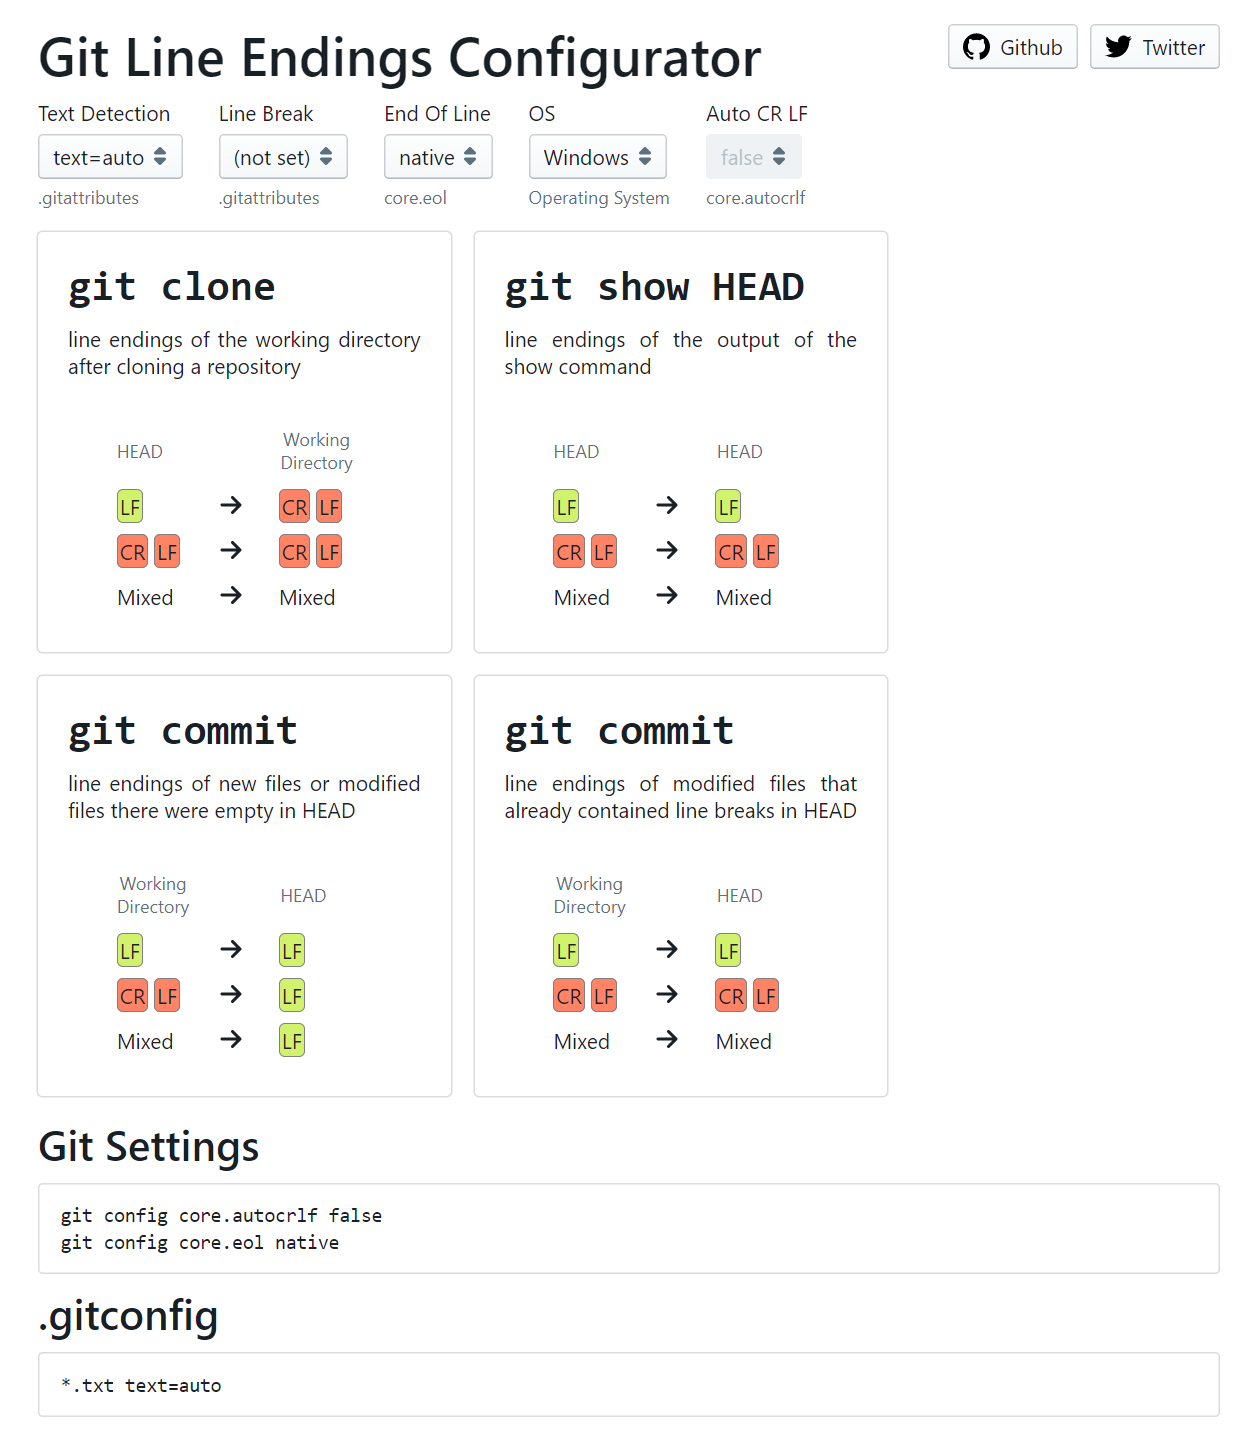 Git Line Endings Configurator
Github
Twitter
Text Detection
Line Break
End Of Line
OS
Auto CR LF
text=auto
(not set)
native
Windows
false
.gitattributes
.gitattributes
core.eol
Operating System
core.autocrlf
git clone
line endings of the working directory
after cloning a repository
HEAD
Working
Directory
LF
CR LF
CR LF
CR LF
Mixed
Mixed
git show HEAD
line endings of the output of the
show command
HEAD
HEAD
LF
LF
CR LF
CR LF
Mixed
Mixed
git commit
line endings of new files or modified
files there were empty in HEAD
Working
Directory
HEAD
LF
LF
CR LF
LF
Mixed
LF
git commit
line endings of modified files that
already contained line breaks in HEAD
Working
Directory
HEAD
LF
LF
CR LF
CR LF
Mixed
Mixed
Git Settings
git config core.autocrlf false
git config core.eol native
.gitconfig
*.txt text=auto